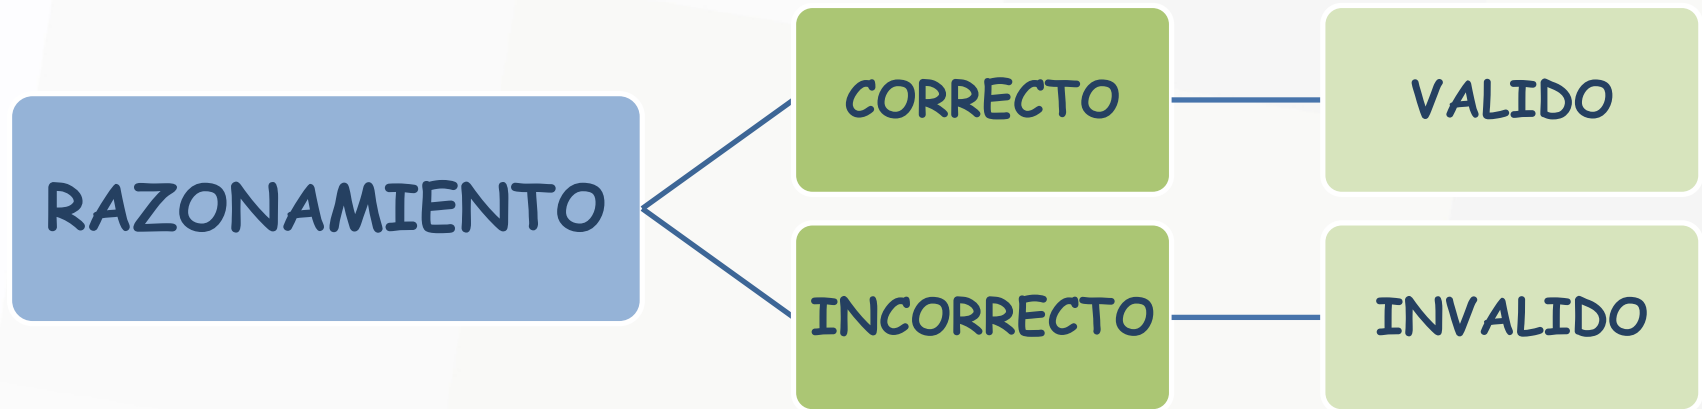 CORRECTO
VALIDO
RAZONAMIENTO
INCORRECTO
INVALIDO